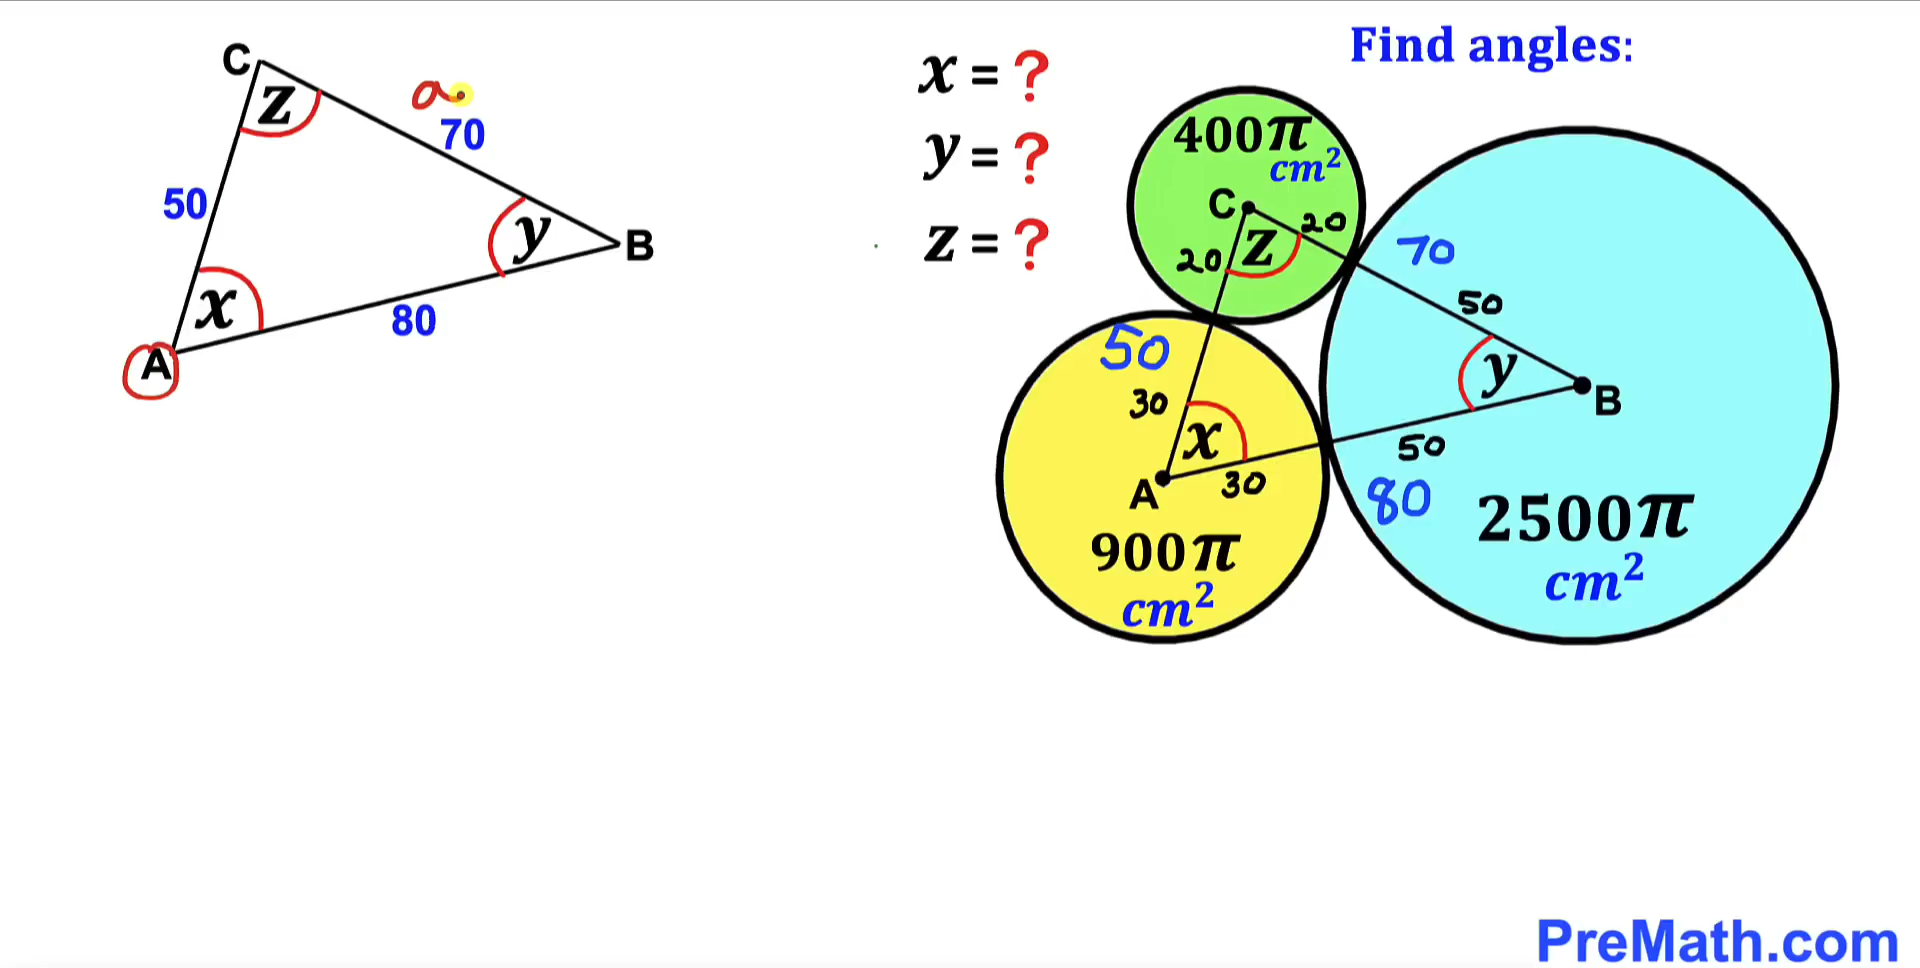 Find angles:
x = ?
y = ?
z = ?
C
z
a
70
50
y
B
x
80
A
400π
cm²
C
20
z
20
70
50
50
30
x
y
B
A
30
50
80
900π
cm²
2500π
cm²
PreMath.com